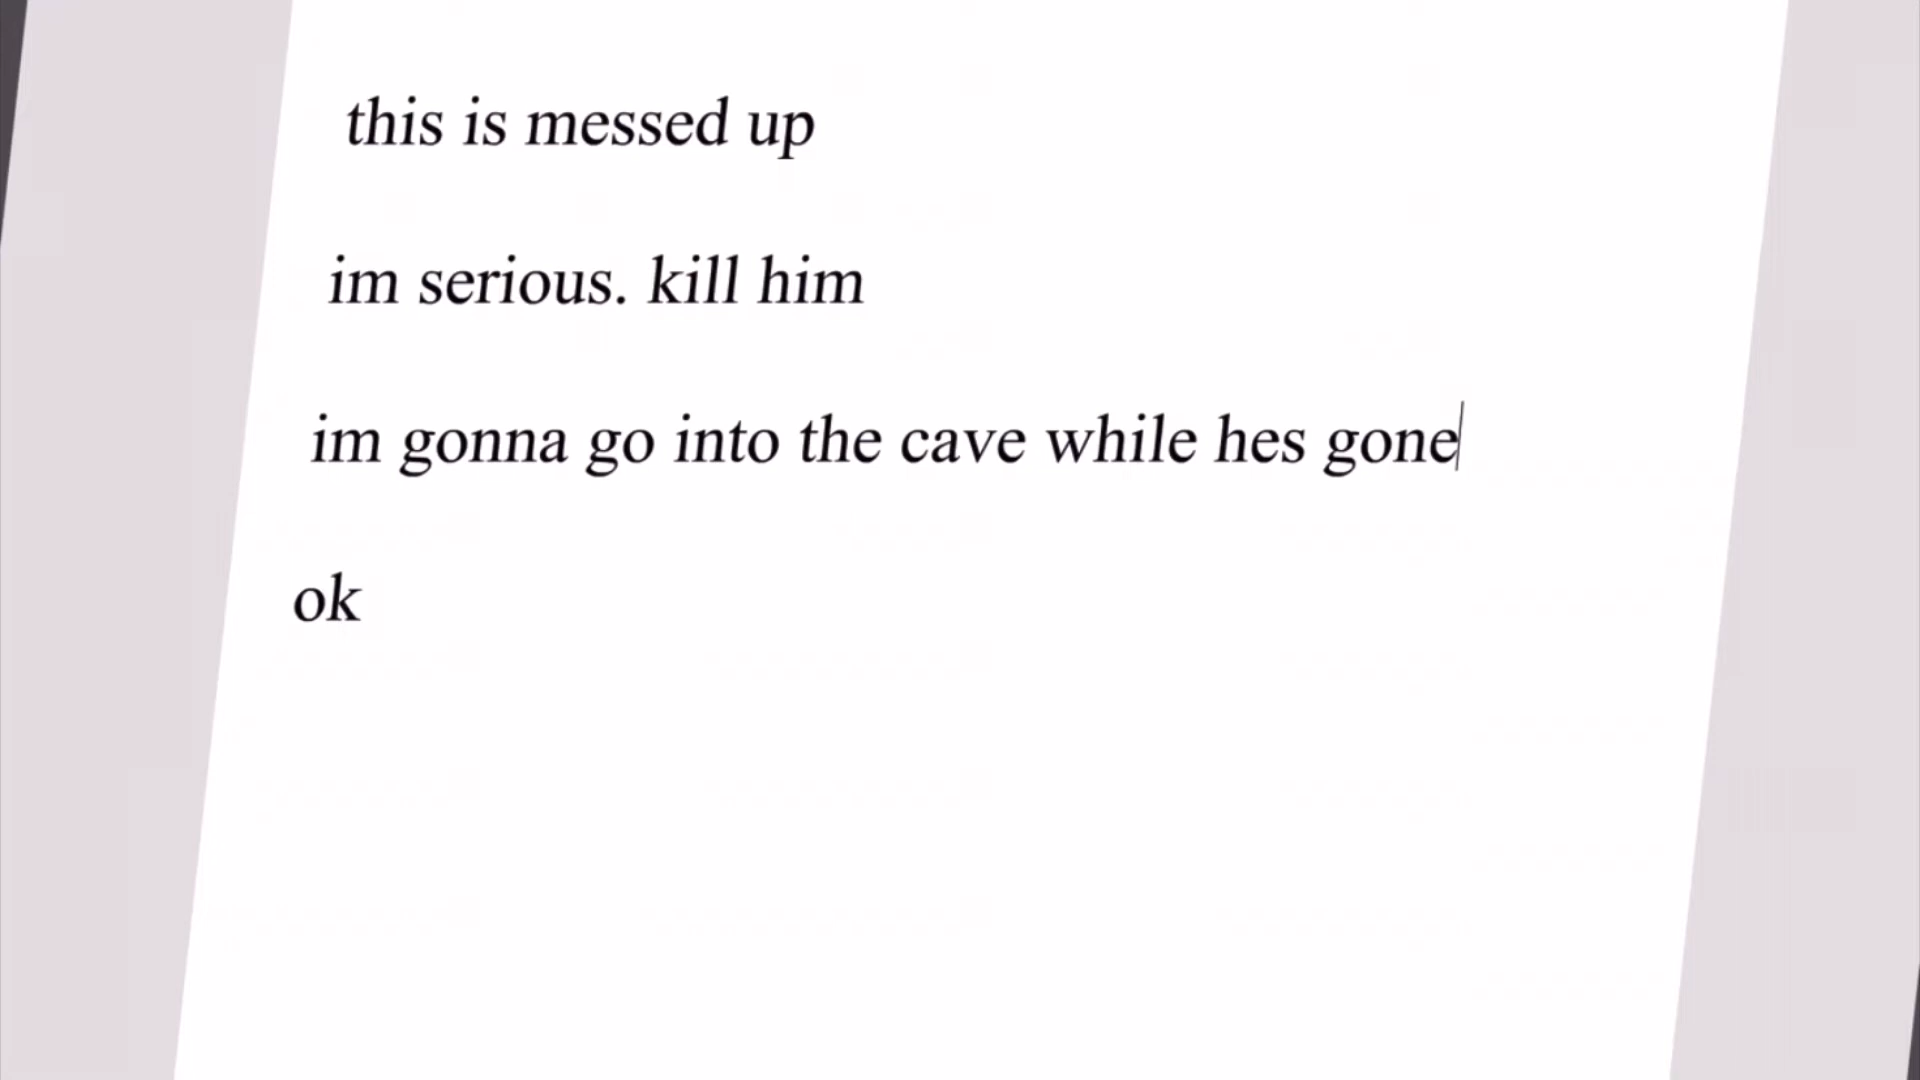 this is messed up
im serious. kill him
im gonna go into the cave while hes gone
ok